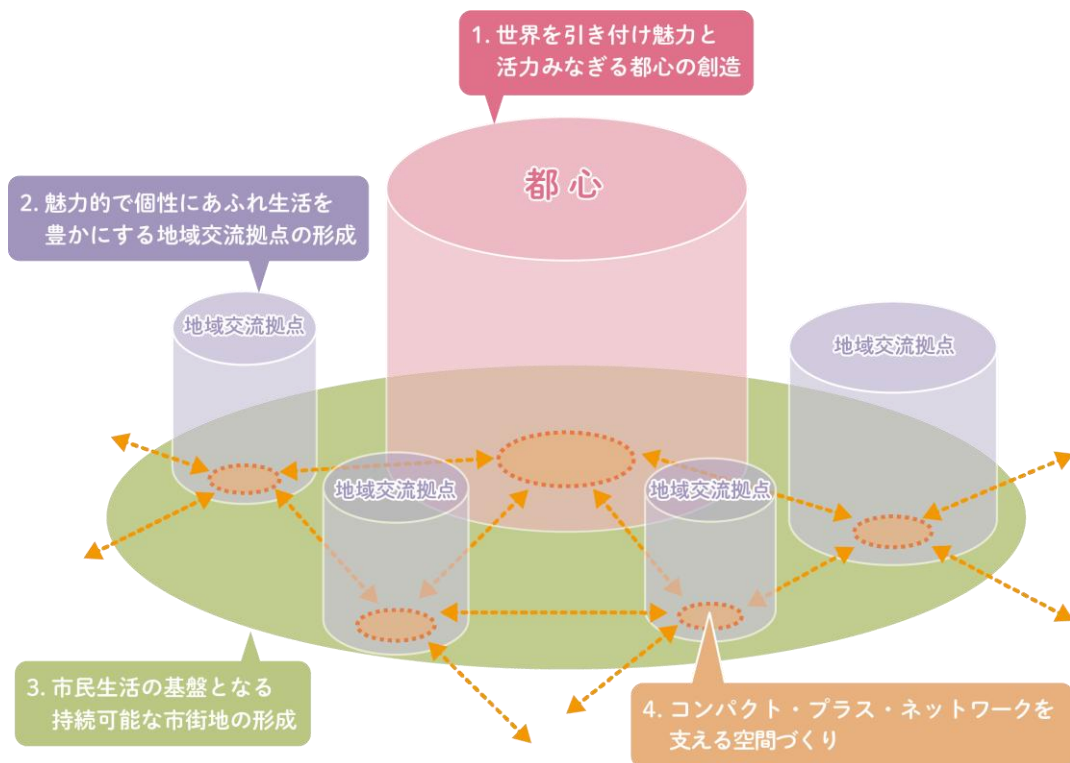 1. 世界を引き付け魅力と
活力みなぎる都心の創造
都心
2. 魅力的で個性にあふれ生活を
豊かにする地域交流拠点の形成
地域交流拠点
地域交流拠点
地域交流拠点
地域交流拠点
3. 市民生活の基盤となる
持続可能な市街地の形成
4. コンパクト・プラス・ネットワークを
支える空間づくり